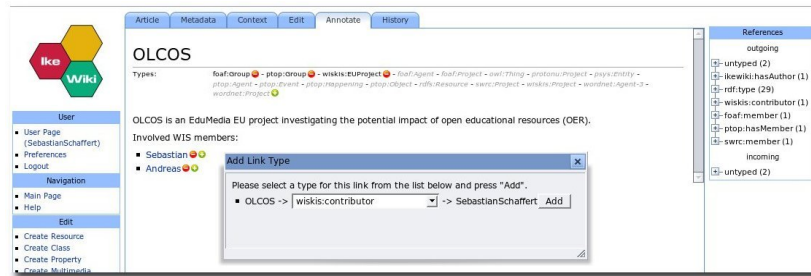 Article Metadata Context Edit Annotate History
Ike Wiki
User
User Page
(SebastianSchaffert)
Preferences
Logout
Navigation
Main Page
Help
Edit
Create Resource
Create Class
Create Property
Create Multimedia
OLCOS
Types: foaf:Group - ptop:Group - wiskis:EUProject - foaf:Agent - foaf:Project - owl:Thing - protonu:Project - psys:Entity -
ptop:Agent - ptop:Event - ptop:Happening - ptop:Object - rdfs:Resource - swrc:Project - wiskis:Project - wordnet:Agent-3 -
wordnet:Project
OLCOS is an EduMedia EU project investigating the potential impact of open educational resources (OER).
Involved WIS members:
Sebastian
Andreas
Add Link Type
Please select a type for this link from the list below and press "Add".
OLCOS -> wiskis:contributor -> SebastianSchaffert Add
References
outgoing
untyped (2)
ikewiki:hasAuthor (1)
rdf:type (29)
wiskis:contributor (1)
foaf:member (1)
ptop:hasMember (1)
swrc:member (1)
incoming
untyped (2)